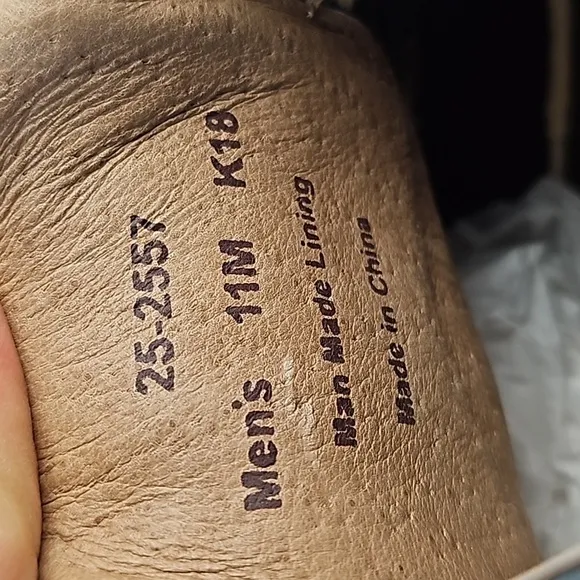 25-2557
Men's 11M K18
Man Made Lining
Made in China